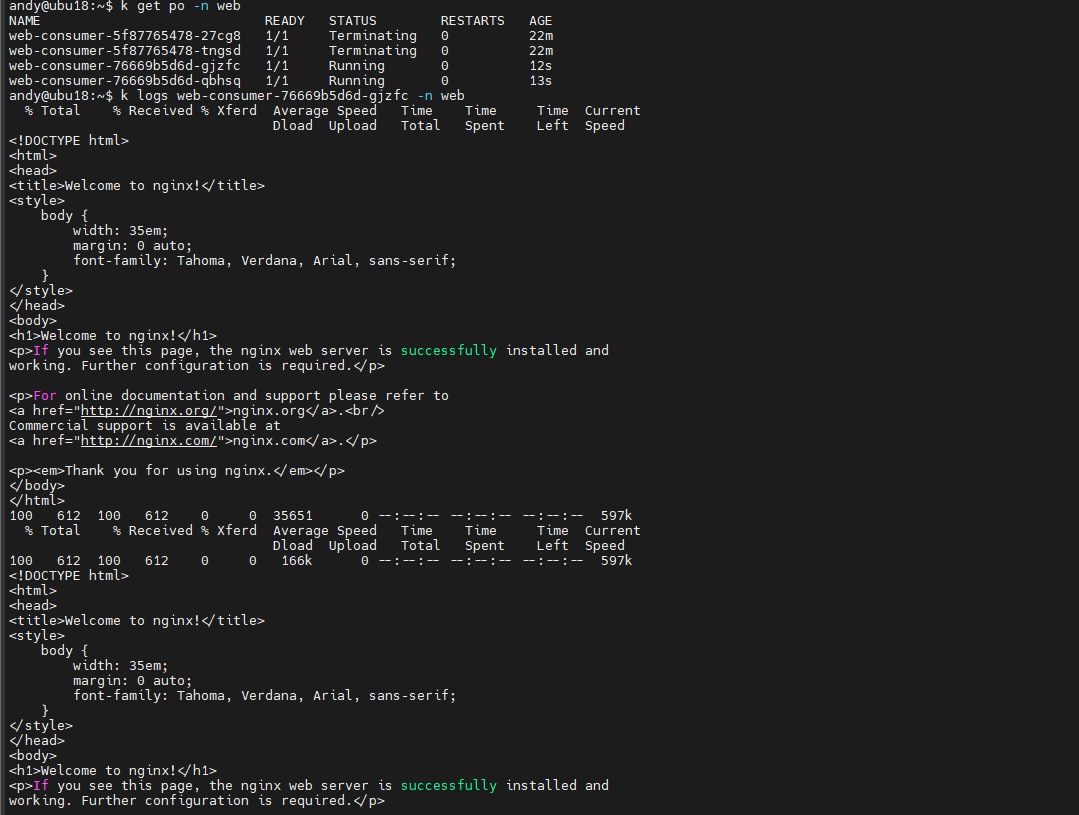 andy@ubu18:~$ k get po -n web
NAME                            READY   STATUS        RESTARTS   AGE
web-consumer-5f87765478-27cg8   1/1     Terminating   0          22m
web-consumer-5f87765478-tngsd   1/1     Terminating   0          22m
web-consumer-76669b5d6d-gjzfc   1/1     Running       0          12s
web-consumer-76669b5d6d-qbhsq   1/1     Running       0          13s
andy@ubu18:~$ k logs web-consumer-76669b5d6d-gjzfc -n web
  % Total    % Received % Xferd  Average Speed   Time    Time     Time  Current
                                 Dload  Upload   Total   Spent    Left  Speed
<!DOCTYPE html>
<html>
<head>
<title>Welcome to nginx!</title>
<style>
    body {
        width: 35em;
        margin: 0 auto;
        font-family: Tahoma, Verdana, Arial, sans-serif;
    }
</style>
</head>
<body>
<h1>Welcome to nginx!</h1>
<p>If you see this page, the nginx web server is successfully installed and
working. Further configuration is required.</p>

<p>For online documentation and support please refer to
<a href="http://nginx.org/">nginx.org</a>.<br/>
Commercial support is available at
<a href="http://nginx.com/">nginx.com</a>.</p>

<p><em>Thank you for using nginx.</em></p>
</body>
</html>
100   612  100   612    0     0  35651      0 --:--:-- --:--:-- --:--:--  597k
  % Total    % Received % Xferd  Average Speed   Time    Time     Time  Current
                                 Dload  Upload   Total   Spent    Left  Speed
100   612  100   612    0     0   166k      0 --:--:-- --:--:-- --:--:--  597k
<!DOCTYPE html>
<html>
<head>
<title>Welcome to nginx!</title>
<style>
    body {
        width: 35em;
        margin: 0 auto;
        font-family: Tahoma, Verdana, Arial, sans-serif;
    }
</style>
</head>
<body>
<h1>Welcome to nginx!</h1>
<p>If you see this page, the nginx web server is successfully installed and
working. Further configuration is required.</p>